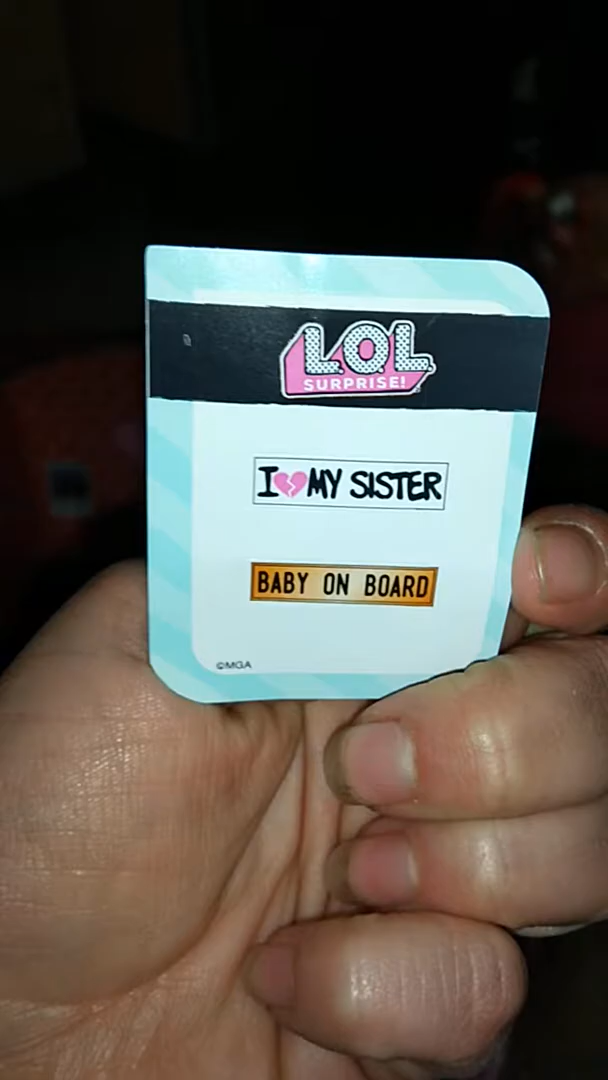 L.O.L.
SURPRISE!
I MY SISTER
BABY ON BOARD
©MGA